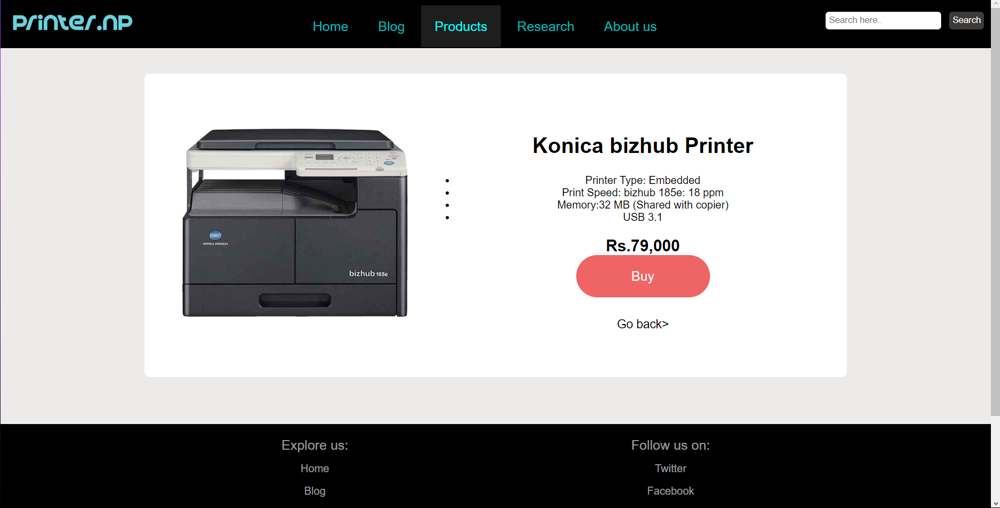 Printer.NP
Home
Blog
Products
Research
About us
Search here..
Search
KONICA MINOLTA
bizhub 165e
Konica bizhub Printer
Printer Type: Embedded
Print Speed: bizhub 185e: 18 ppm
Memory:32 MB (Shared with copier)
USB 3.1
Rs.79,000
Buy
Go back>
Explore us:
Home
Blog
Follow us on:
Twitter
Facebook